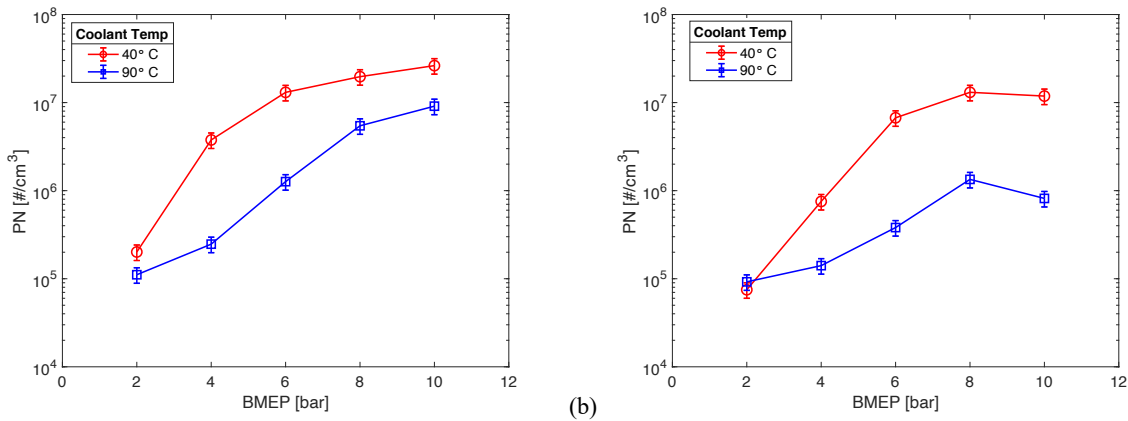 Coolant Temp
40° C
90° C
10^8
10^7
10^6
10^5
10^4
PN [#/cm^3]
0 2 4 6 8 10 12
BMEP [bar]
(b)
Coolant Temp
40° C
90° C
10^8
10^7
10^6
10^5
10^4
PN [#/cm^3]
0 2 4 6 8 10 12
BMEP [bar]